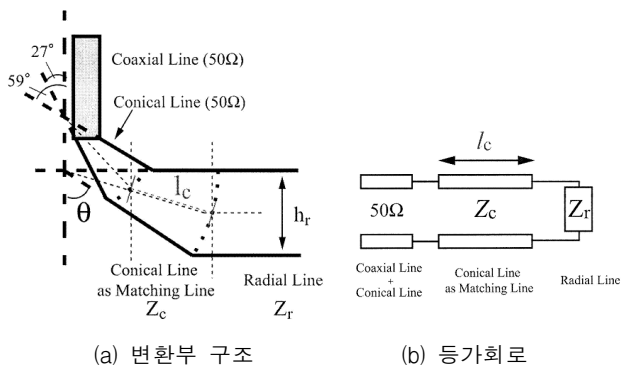 27°
59°
Coaxial Line (50Ω)
Conical Line (50Ω)
lc
θ
hr
Conical Line
as Matching Line
Zc
Radial Line
Zr
(a) 변환부 구조
lc
50Ω
Zc
Zr
Coaxial Line
+
Conical Line
Conical Line
as Matching Line
Radial Line
(b) 등가회로